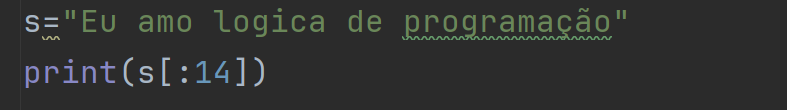 s="Eu amo logica de programação"
print(s[:14])